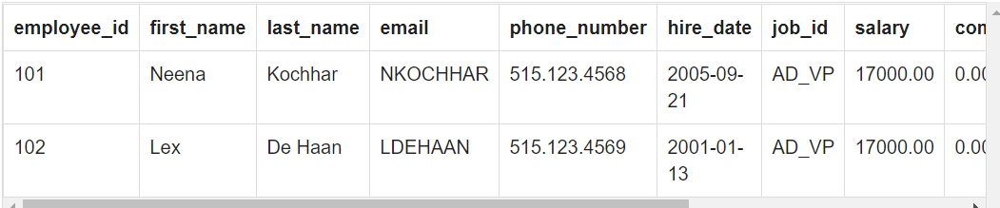 employee_id first_name last_name email phone_number hire_date job_id salary com
101 Neena Kochhar NKOCHHAR 515.123.4568 2005-09- AD_VP 17000.00 0.00
21
102 Lex De Haan LDEHAAN 515.123.4569 2001-01- AD_VP 17000.00 0.00
13